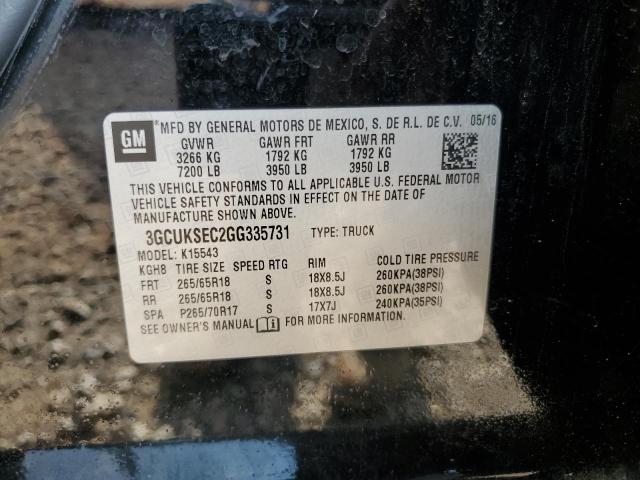 GM *MFD BY GENERAL MOTORS DE MEXICO, S. DE R.L. DE C.V. 05/16
GVWR GAWR FRT GAWR RR
3266 KG 1792 KG 1792 KG
7200 LB 3950 LB 3950 LB
THIS VEHICLE CONFORMS TO ALL APPLICABLE U.S. FEDERAL MOTOR
VEHICLE SAFETY STANDARDS IN EFFECT ON THE DATE OF
MANUFACTURE SHOWN ABOVE.
3GCUKSEC2GG335731 TYPE: TRUCK
MODEL: K15543
KGH8 TIRE SIZE SPEED RTG RIM COLD TIRE PRESSURE
FRT 265/65R18 S 18X8.5J 260KPA(38PSI)
RR 265/65R18 S 18X8.5J 260KPA(38PSI)
SPA P265/70R17 S 17X7J 240KPA(35PSI)
SEE OWNER'S MANUAL FOR MORE INFORMATION.